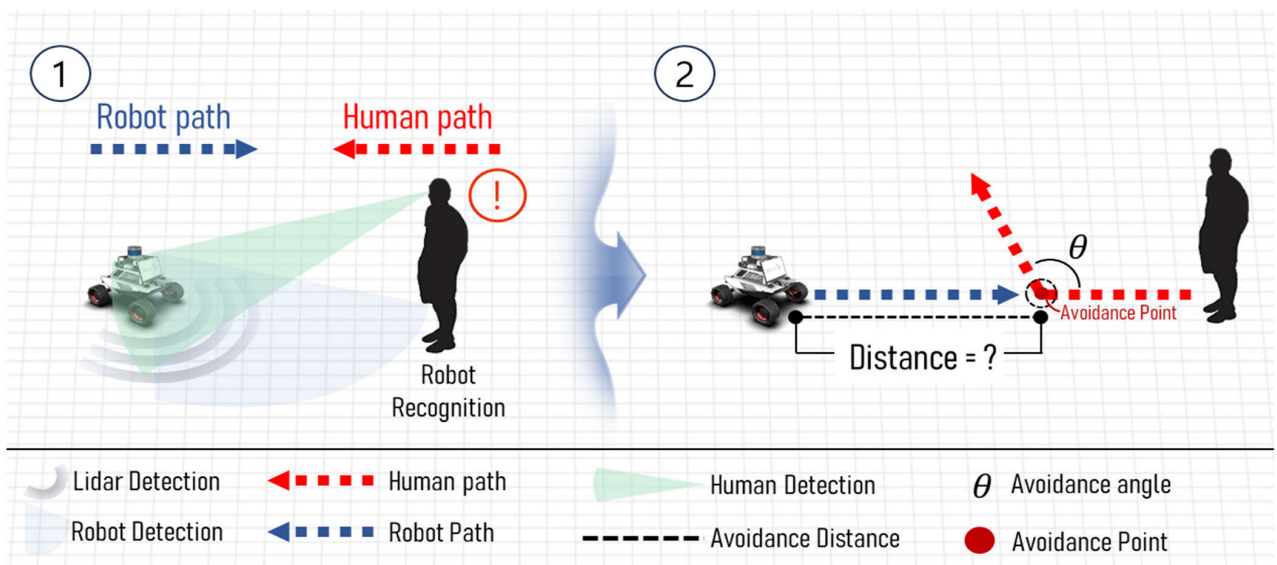 1
2
Robot path
Human path
!
Robot
Recognition
θ
Avoidance Point
Distance = ?
Lidar Detection
Human path
Human Detection
θ Avoidance angle
Robot Detection
Robot Path
Avoidance Distance
Avoidance Point